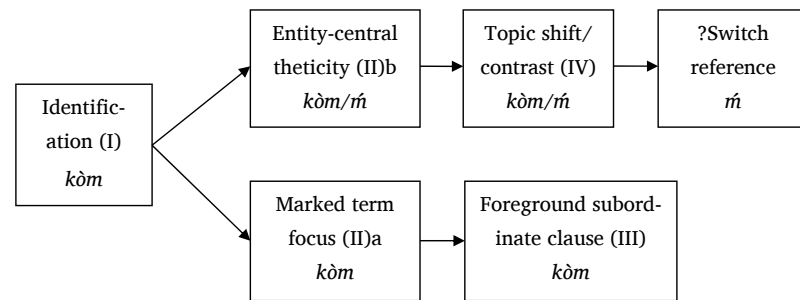 Identific-
ation (I)
kòm
Entity-central
theticity (II)b
kòm/ḿ
Topic shift/
contrast (IV)
kòm/ḿ
?Switch
reference
ḿ
Marked term
focus (II)a
kòm
Foreground subord-
inate clause (III)
kòm